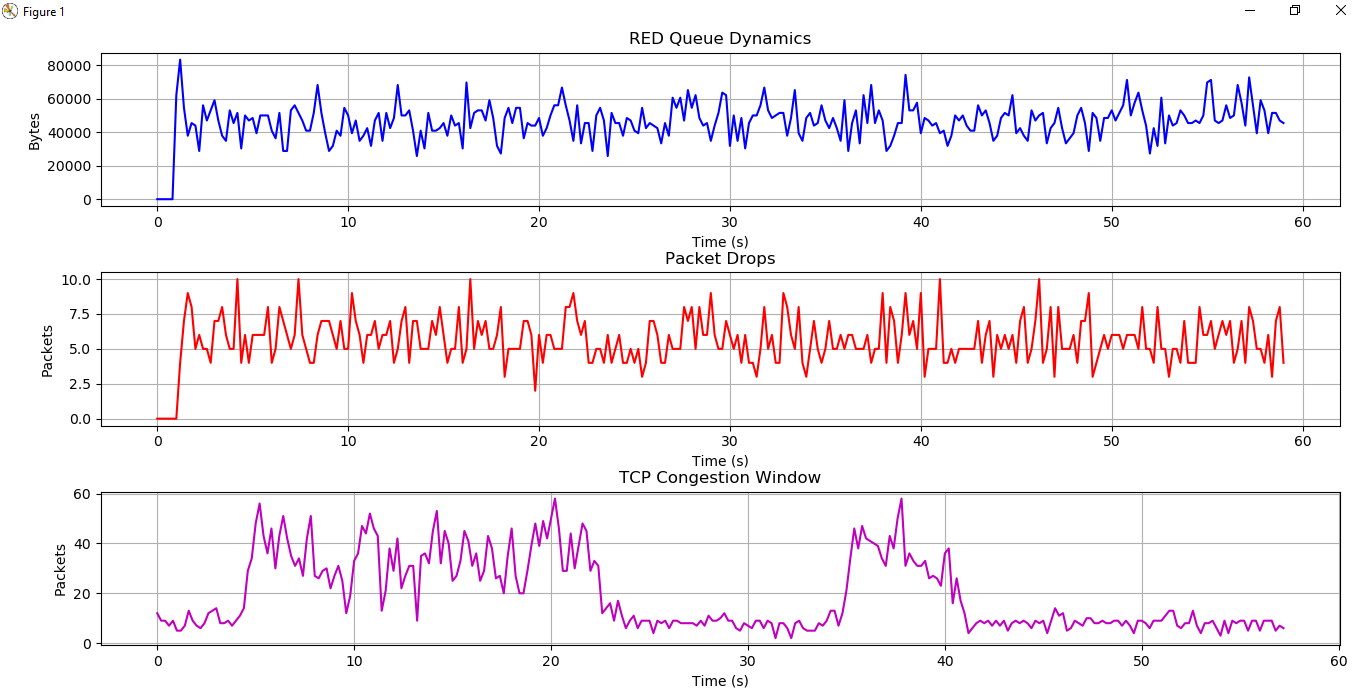 Figure 1
RED Queue Dynamics
Bytes
80000
60000
40000
20000
0
0 10 20 30 40 50 60
Time (s)
Packet Drops
Packets
10.0
7.5
5.0
2.5
0.0
0 10 20 30 40 50 60
Time (s)
TCP Congestion Window
Packets
60
40
20
0
0 10 20 30 40 50 60
Time (s)